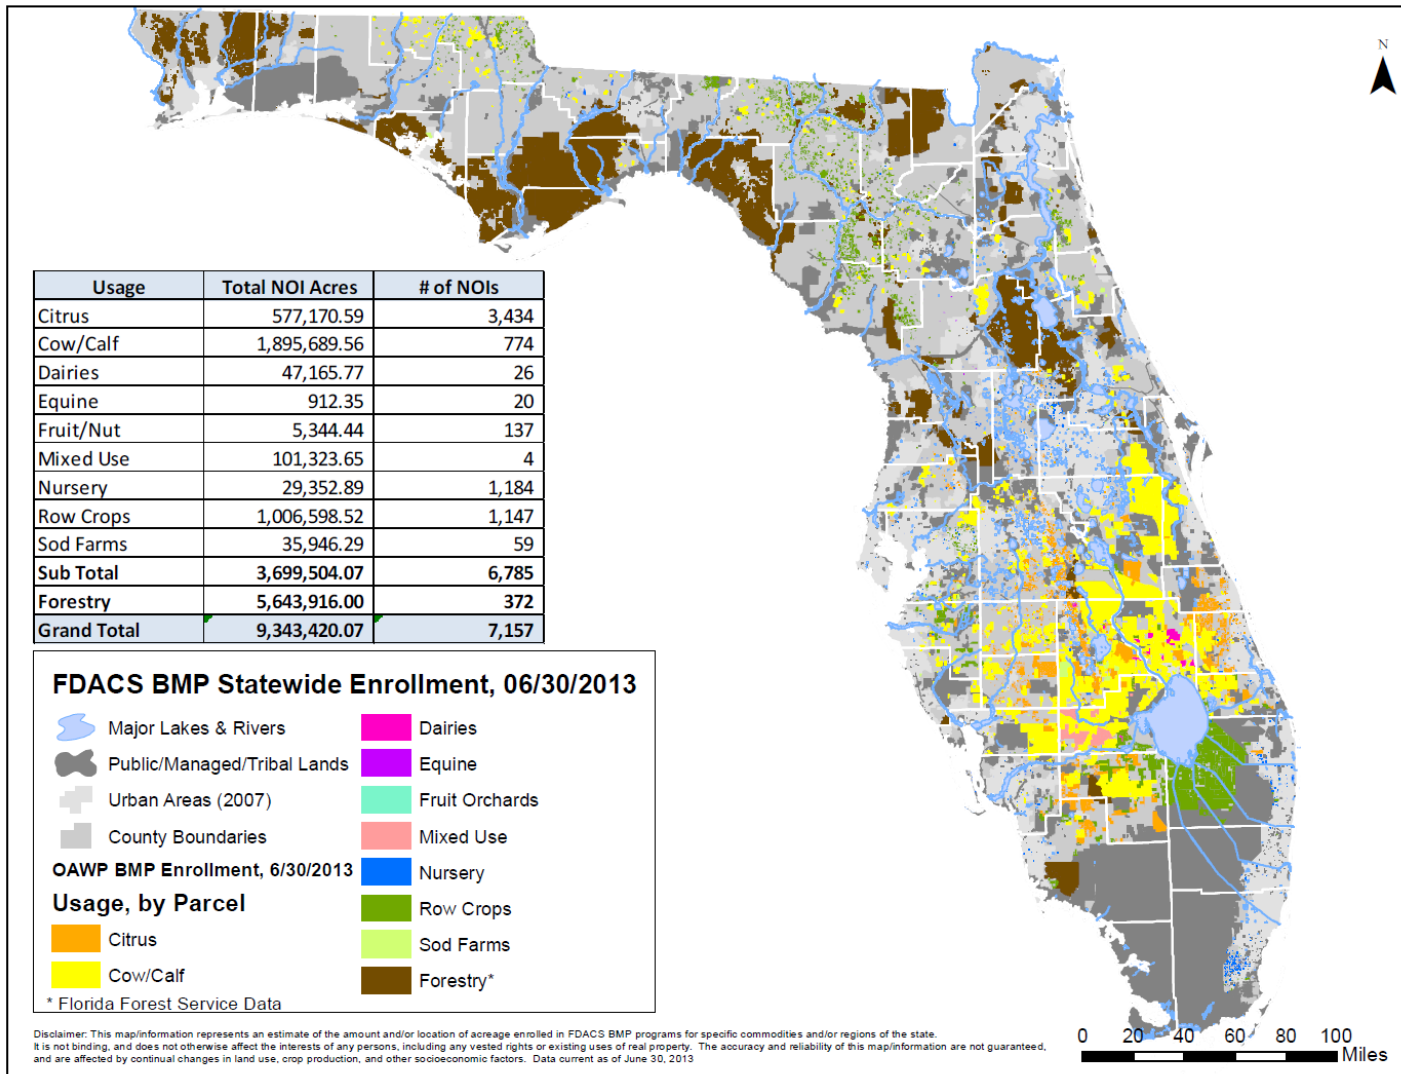 N
Usage Total NOI Acres # of NOIs
Citrus 577,170.59 3,434
Cow/Calf 1,895,689.56 774
Dairies 47,165.77 26
Equine 912.35 20
Fruit/Nut 5,344.44 137
Mixed Use 101,323.65 4
Nursery 29,352.89 1,184
Row Crops 1,006,598.52 1,147
Sod Farms 35,946.29 59
Sub Total 3,699,504.07 6,785
Forestry 5,643,916.00 372
Grand Total 9,343,420.07 7,157
FDACS BMP Statewide Enrollment, 06/30/2013
Major Lakes & Rivers
Public/Managed/Tribal Lands
Urban Areas (2007)
County Boundaries
OAWP BMP Enrollment, 6/30/2013
Usage, by Parcel
Citrus
Cow/Calf
* Florida Forest Service Data
Dairies
Equine
Fruit Orchards
Mixed Use
Nursery
Row Crops
Sod Farms
Forestry*
Disclaimer: This map/information represents an estimate of the amount and/or location of acreage enrolled in FDACS BMP programs for specific commodities and/or regions of the state.
It is not binding, and does not otherwise affect the interests of any persons, including any vested rights or existing uses of real property. The accuracy and reliability of this map/information are not guaranteed,
and are affected by continual changes in land use, crop production, and other socioeconomic factors. Data current as of June 30, 2013
0 20 40 60 80 100
Miles